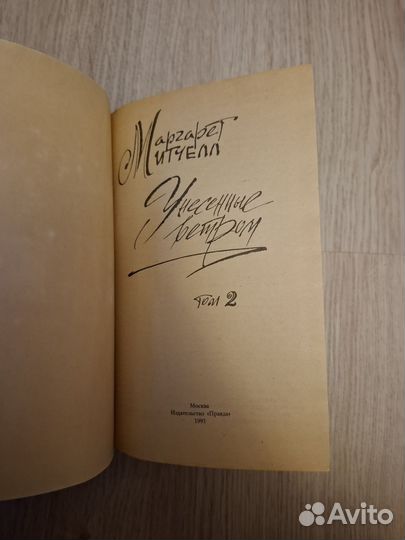 Маргарет
Митчелл
Унесенные
ветром
том 2
Москва
Издательство «Правда»
1991
Avito